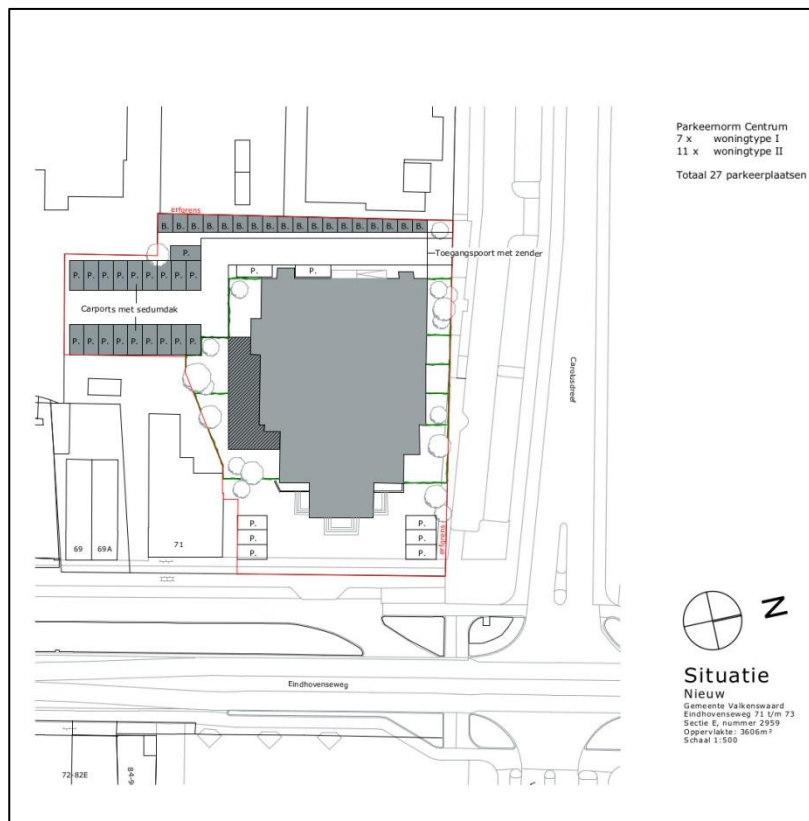 Parkeernorm Centrum
7 x woningtype I
11 x woningtype II
Totaal 27 parkeerplaatsen
erfgrens
B. B. B. B. B. B. B. B. B. B. B. B. B. B. B. B. B. B.
Toegangspoort met zender
P.
P. P.
P. P. P. P. P. P. P. P. P.
Carports met sedumdak
P. P. P. P. P. P. P. P. P.
Carolusdreef
P. P.
P. P.
P. P.
erfgrens
69 69A 71
Eindhovenseweg
72-82E
N
Situatie
Nieuw
Gemeente Valkenswaard
Eindhovenseweg 71 t/m 73
Sectie E, nummer 2959
Oppervlakte: 3606m²
Schaal 1:500